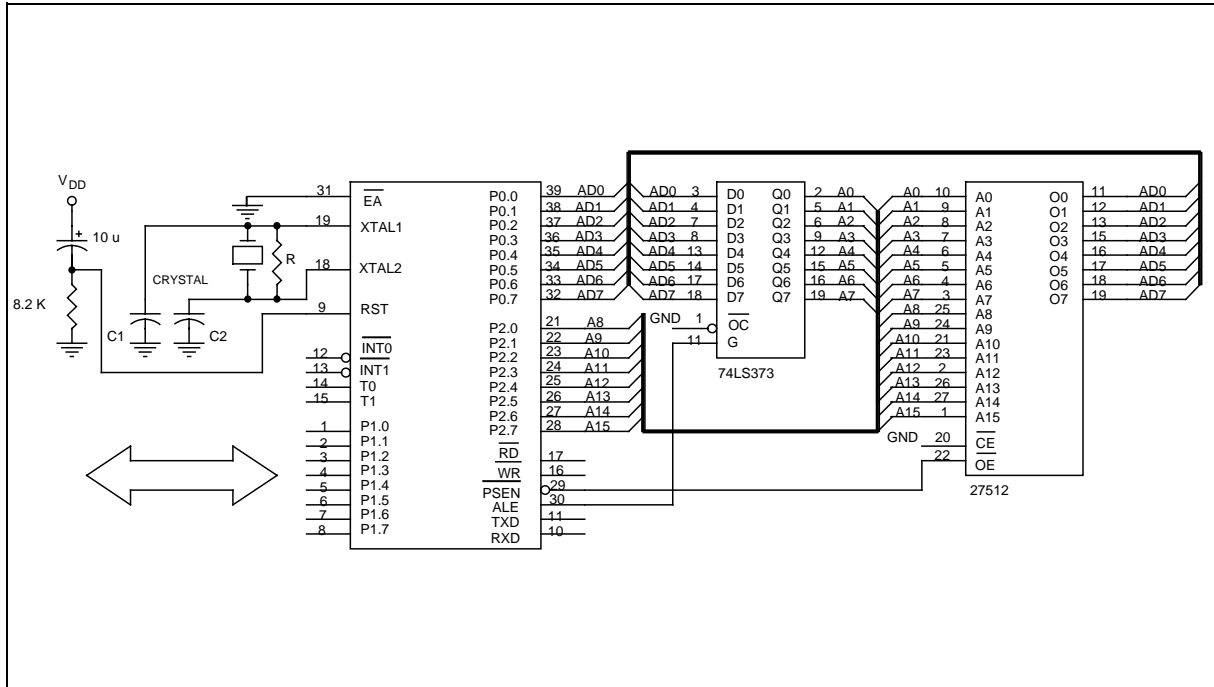 VDD
10 u
8.2 K
C1
CRYSTAL
C2
R
31 EA
19 XTAL1
18 XTAL2
9 RST
12 INT0
13 INT1
14 T0
15 T1
1 P1.0
2 P1.1
3 P1.2
4 P1.3
5 P1.4
6 P1.5
7 P1.6
8 P1.7
P0.0 39 AD0
P0.1 38 AD1
P0.2 37 AD2
P0.3 36 AD3
P0.4 35 AD4
P0.5 34 AD5
P0.6 33 AD6
P0.7 32 AD7
P2.0 21 A8
P2.1 22 A9
P2.2 23 A10
P2.3 24 A11
P2.4 25 A12
P2.5 26 A13
P2.6 27 A14
P2.7 28 A15
RD 17
WR 16
PSEN 29
ALE 30
TXD 11
RXD 10
AD0 3 D0 Q0 2 A0
AD1 4 D1 Q1 5 A1
AD2 7 D2 Q2 6 A2
AD3 8 D3 Q3 9 A3
AD4 13 D4 Q4 12 A4
AD5 14 D5 Q5 15 A5
AD6 17 D6 Q6 16 A6
AD7 18 D7 Q7 19 A7
GND 1 OC
11 G
74LS373
A0 10 A0 O0 11 AD0
A1 9 A1 O1 12 AD1
A2 8 A2 O2 13 AD2
A3 7 A3 O3 15 AD3
A4 6 A4 O4 16 AD4
A5 5 A5 O5 17 AD5
A6 4 A6 O6 18 AD6
A7 3 A7 O7 19 AD7
A8 25 A8
A9 24 A9
A10 21 A10
A11 23 A11
A12 2 A12
A13 26 A13
A14 27 A14
A15 1 A15
GND 20 CE
22 OE
27512